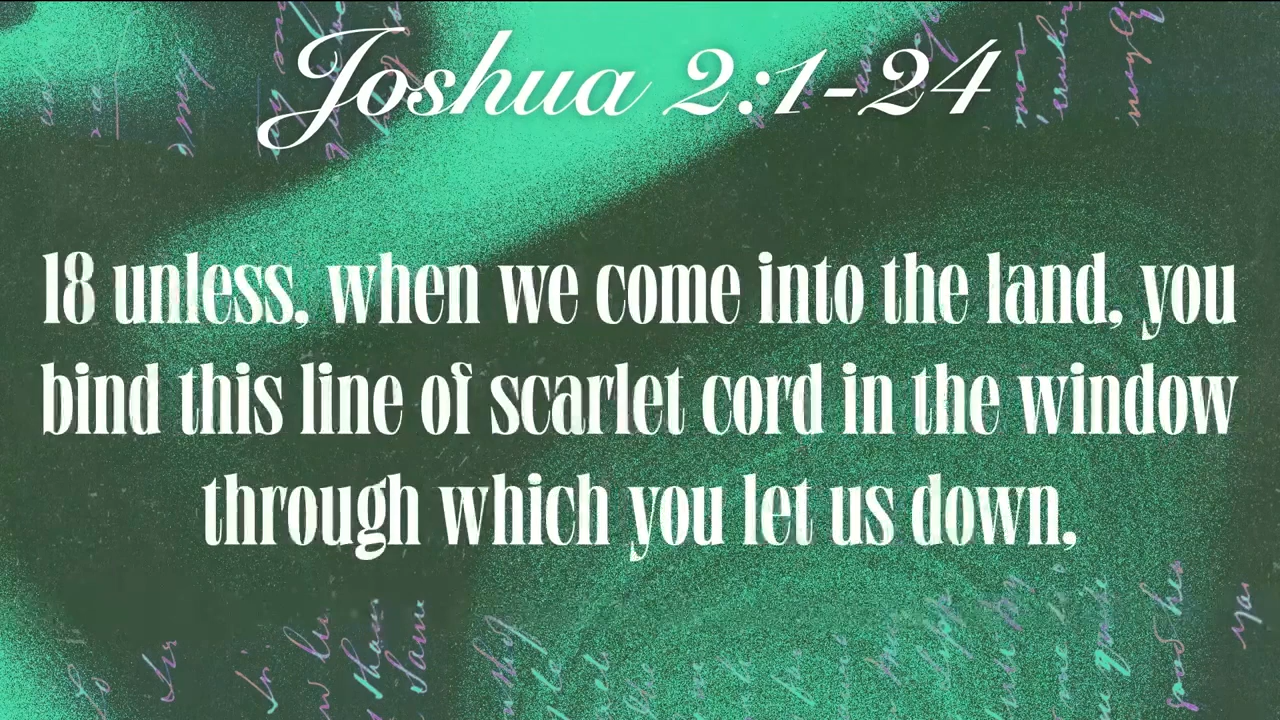 Joshua 2:1-24
18 unless, when we come into the land, you
bind this line of scarlet cord in the window
through which you let us down,